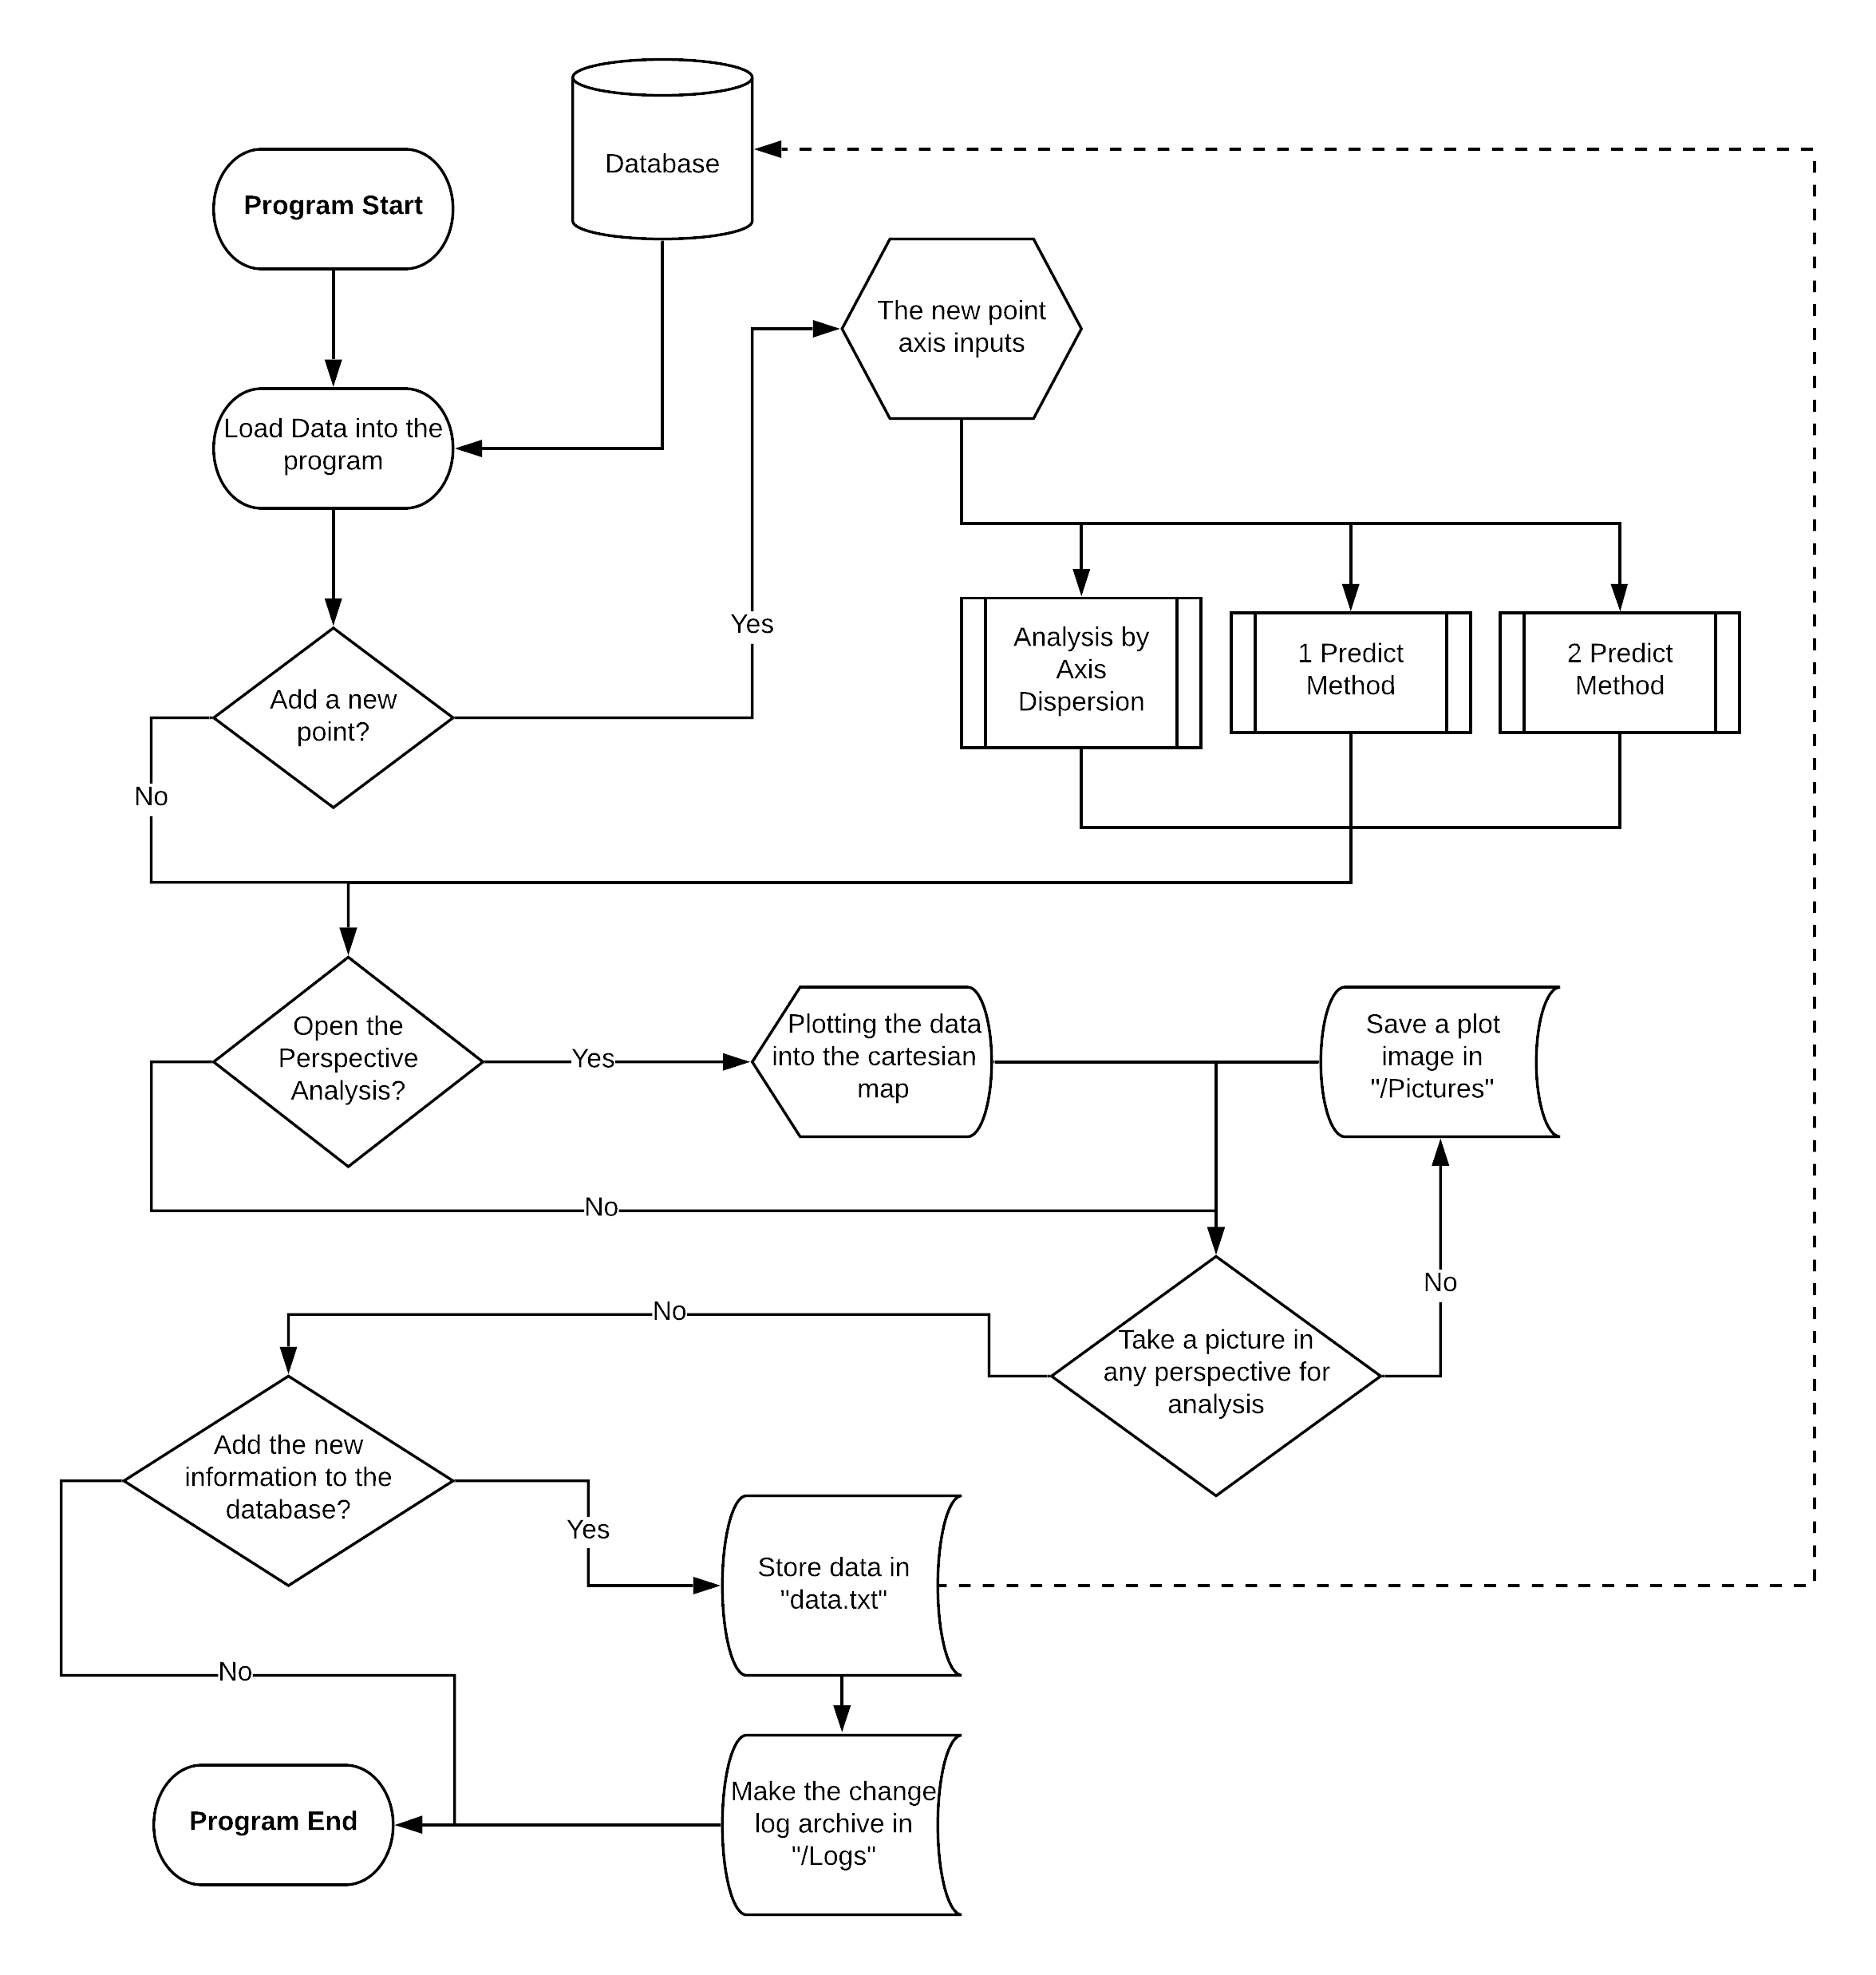 Database
Program Start
The new point
axis inputs
Load Data into the
program
Yes
Analysis by
Axis
Dispersion
1 Predict
Method
2 Predict
Method
Add a new
point?
No
Open the
Perspective
Analysis?
Yes
Plotting the data
into the cartesian
map
Save a plot
image in
"/Pictures"
No
No
No
Take a picture in
any perspective for
analysis
Add the new
information to the
database?
Yes
Store data in
"data.txt"
No
Make the change
log archive in
"/Logs"
Program End